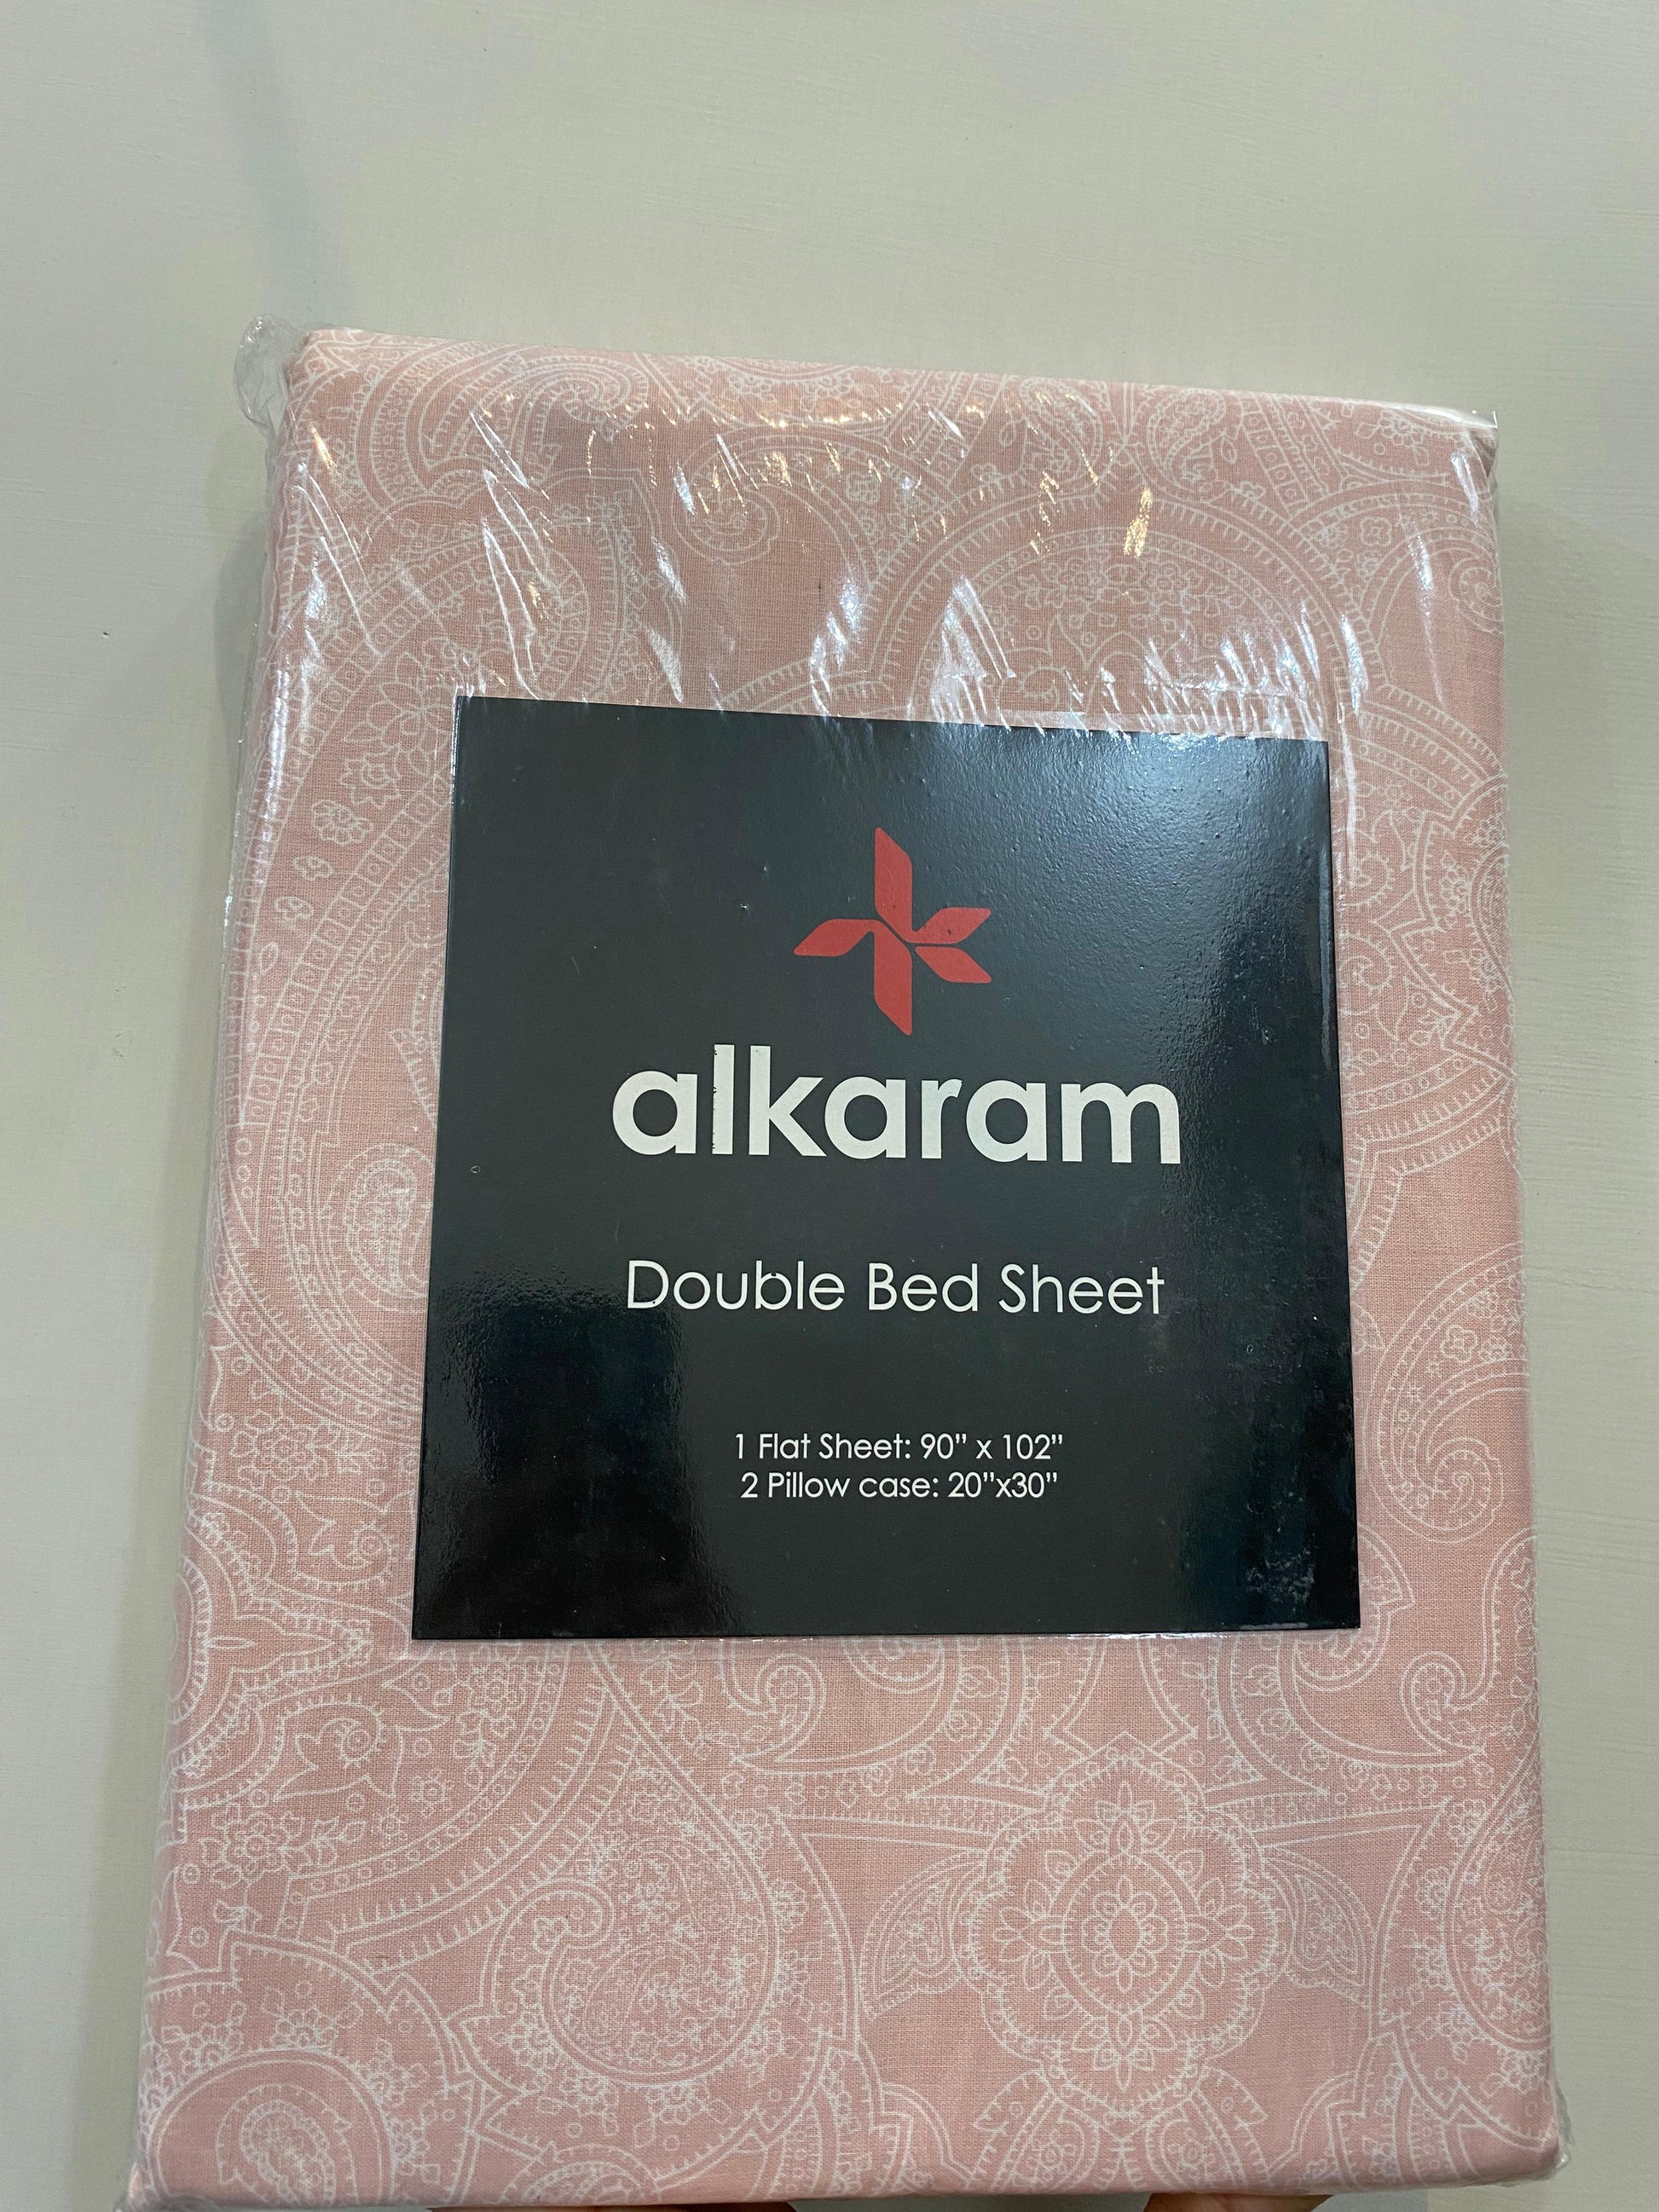 alkaram
Double Bed Sheet
1 Flat Sheet: 90” x 102”
2 Pillow case: 20”x30”